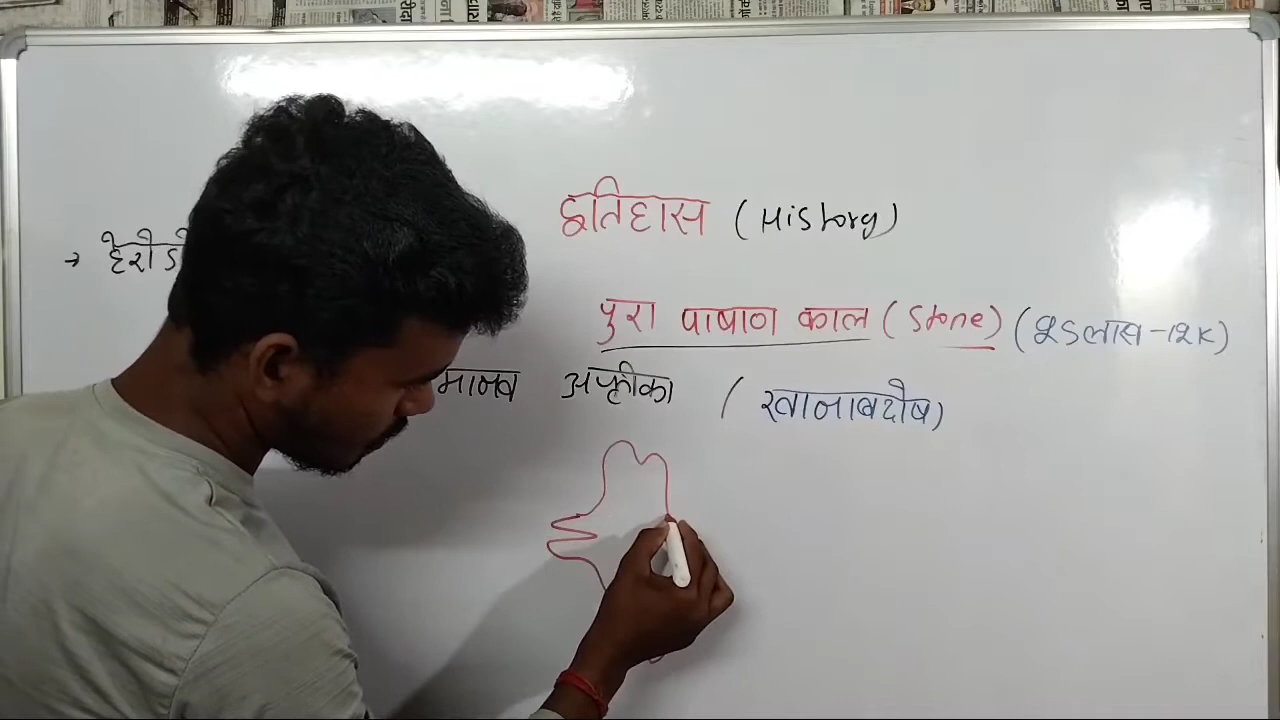 इतिहास (History)
→ हेरोडो
पुरा पाषाण काल (Stone) (25लाख-12K)
मानव अफ्रीका ( खानाबदोष)